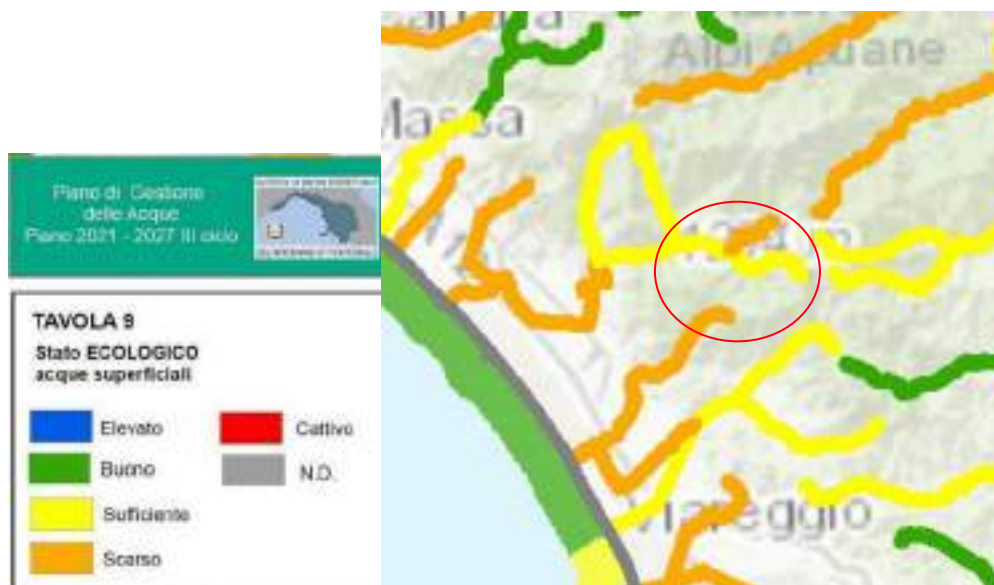 Piano di Gestione
delle Acque
Piano 2021 - 2027 III ciclo
TAVOLA 9
Stato ECOLOGICO
acque superficiali
Elevato
Buono
Sufficiente
Scarso
Cattivo
N.D.
Alpi Apuane
Massa
Viareggio